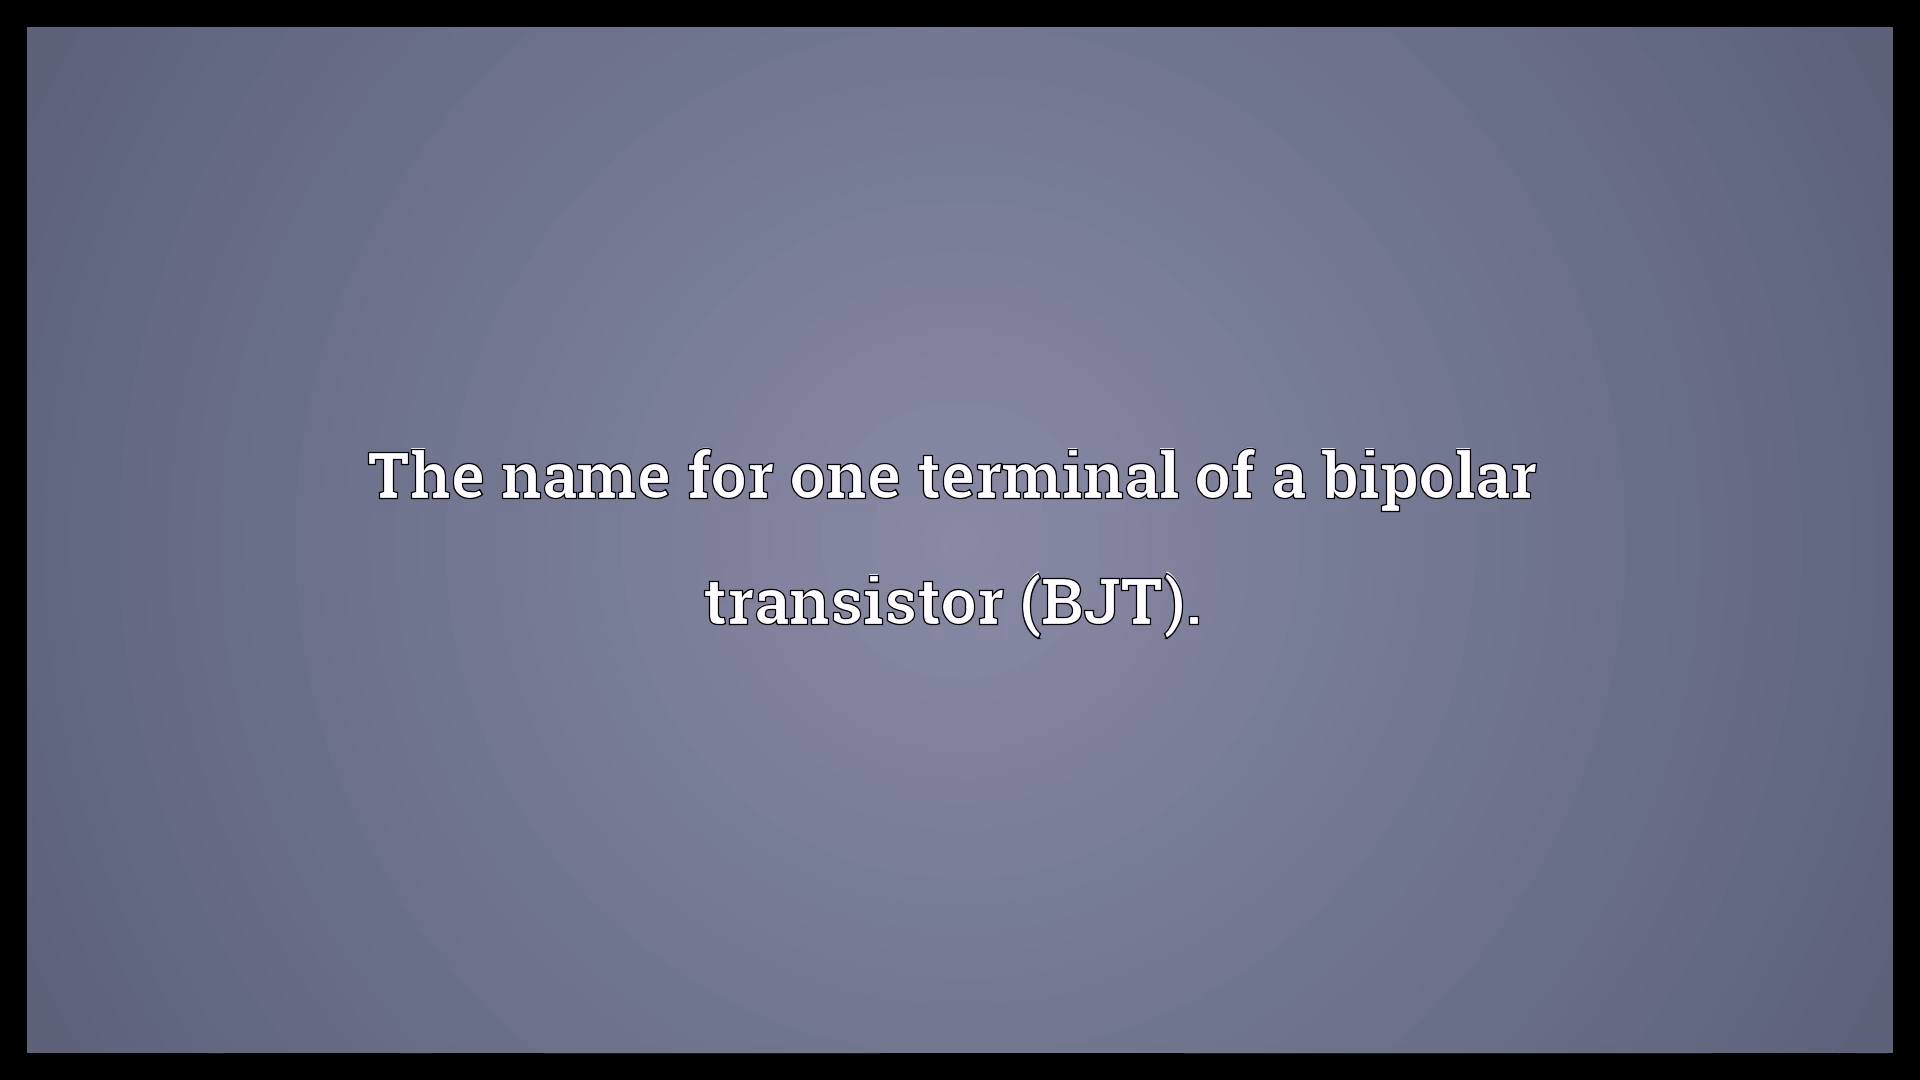 The name for one terminal of a bipolar
transistor (BJT).